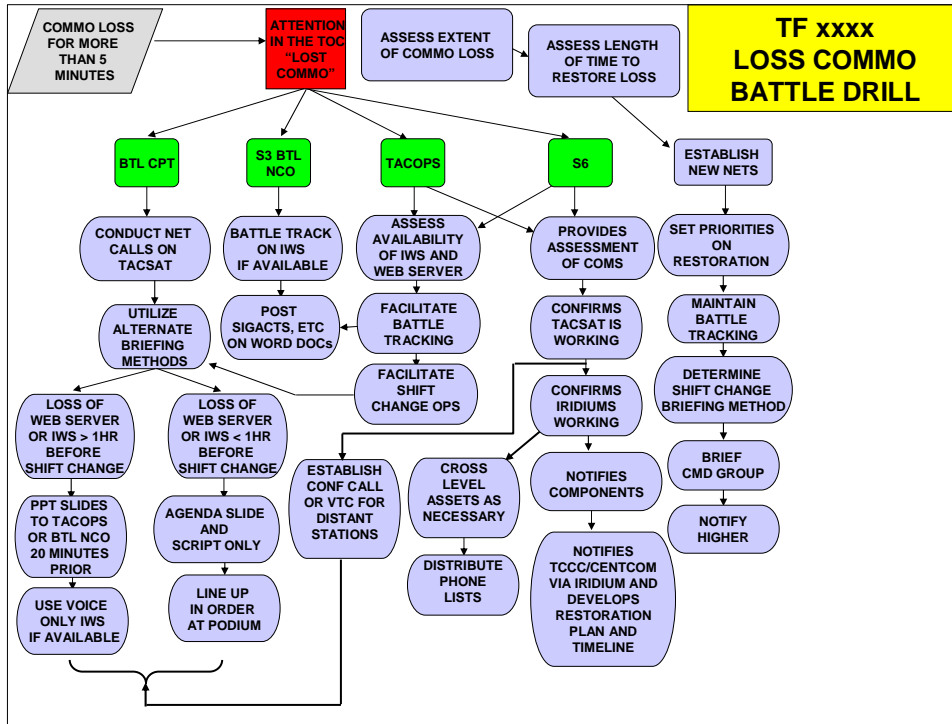 COMMO LOSS
FOR MORE
THAN 5
MINUTES
ATTENTION
IN THE TOC
“LOST
COMMO”
ASSESS EXTENT
OF COMMO LOSS
ASSESS LENGTH
OF TIME TO
RESTORE LOSS
TF xxxx
LOSS COMMO
BATTLE DRILL
BTL CPT
S3 BTL
NCO
TACOPS
S6
ESTABLISH
NEW NETS
CONDUCT NET
CALLS ON
TACSAT
BATTLE TRACK
ON IWS
IF AVAILABLE
ASSESS
AVAILABILITY
OF IWS AND
WEB SERVER
PROVIDES
ASSESSMENT
OF COMS
SET PRIORITIES
ON
RESTORATION
UTILIZE
ALTERNATE
BRIEFING
METHODS
POST
SIGACTS, ETC
ON WORD DOCs
FACILITATE
BATTLE
TRACKING
CONFIRMS
TACSAT IS
WORKING
MAINTAIN
BATTLE
TRACKING
FACILITATE
SHIFT
CHANGE OPS
CONFIRMS
IRIDIUMS
WORKING
DETERMINE
SHIFT CHANGE
BRIEFING METHOD
LOSS OF
WEB SERVER
OR IWS > 1HR
BEFORE
SHIFT CHANGE
LOSS OF
WEB SERVER
OR IWS < 1HR
BEFORE
SHIFT CHANGE
ESTABLISH
CONF CALL
OR VTC FOR
DISTANT
STATIONS
CROSS
LEVEL
ASSETS AS
NECESSARY
NOTIFIES
COMPONENTS
BRIEF
CMD GROUP
PPT SLIDES
TO TACOPS
OR BTL NCO
20 MINUTES
PRIOR
AGENDA SLIDE
AND
SCRIPT ONLY
NOTIFY
HIGHER
DISTRIBUTE
PHONE
LISTS
NOTIFIES
TCCC/CENTCOM
VIA IRIDIUM AND
DEVELOPS
RESTORATION
PLAN AND
TIMELINE
USE VOICE
ONLY IWS
IF AVAILABLE
LINE UP
IN ORDER
AT PODIUM